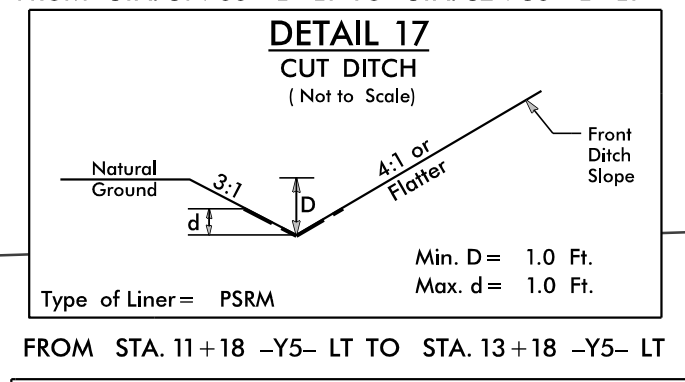 DETAIL 17
CUT DITCH
( Not to Scale)
Natural
Ground
3:1
D
d
4:1 or
Flatter
Front
Ditch
Slope
Min. D = 1.0 Ft.
Max. d = 1.0 Ft.
Type of Liner = PSRM
FROM STA. 11+18 -Y5- LT TO STA. 13+18 -Y5- LT